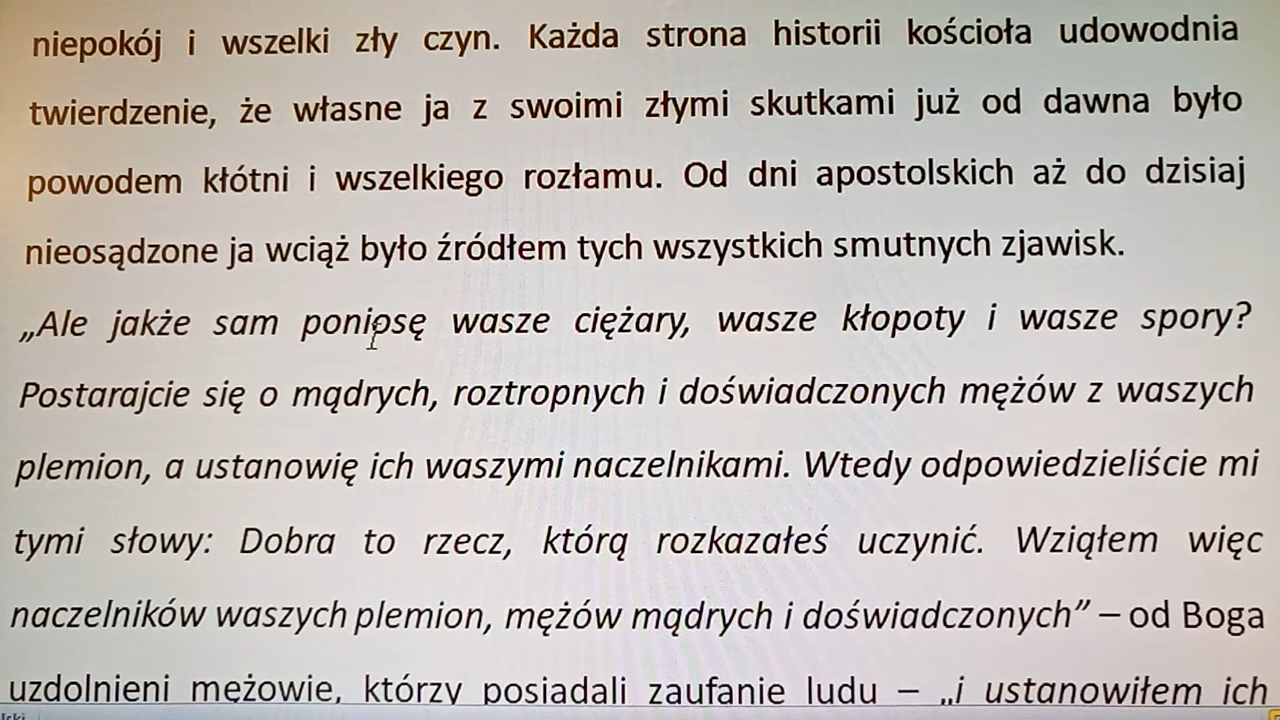 niepokój i wszelki zły czyn. Każda strona historii kościoła udowodnia
twierdzenie, że własne ja z swoimi złymi skutkami już od dawna było
powodem kłótni i wszelkiego rozłamu. Od dni apostolskich aż do dzisiaj
nieosądzone ja wciąż było źródłem tych wszystkich smutnych zjawisk.
„Ale jakże sam poniosę wasze ciężary, wasze kłopoty i wasze spory?
Postarajcie się o mądrych, roztropnych i doświadczonych mężów z waszych
plemion, a ustanowię ich waszymi naczelnikami. Wtedy odpowiedzieliście mi
tymi słowy: Dobra to rzecz, którą rozkazałeś uczynić. Wziąłem więc
naczelników waszych plemion, mężów mądrych i doświadczonych” – od Boga
uzdolnieni mężowie, którzy posiadali zaufanie ludu – „i ustanowiłem ich